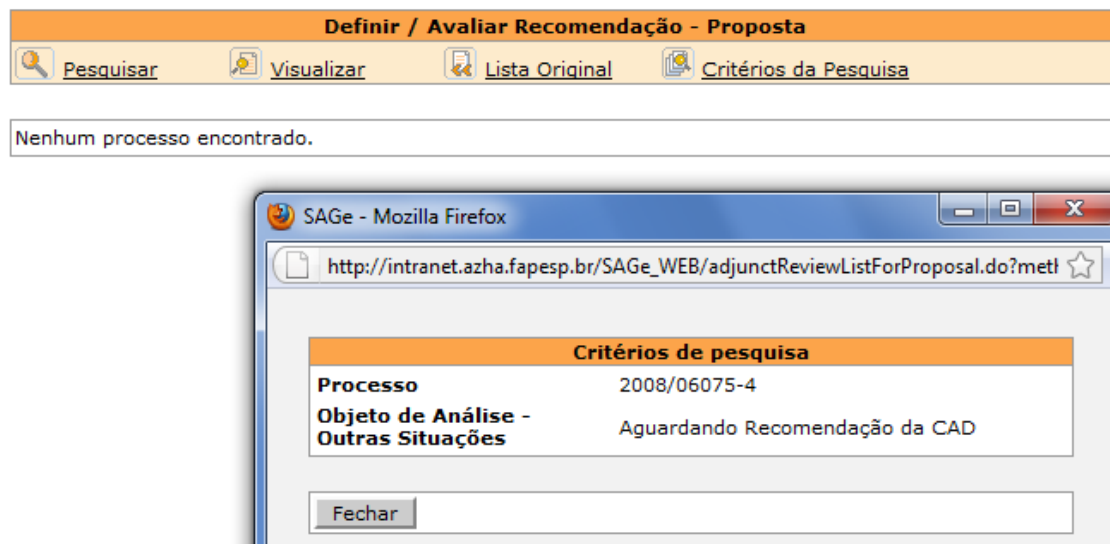 Definir / Avaliar Recomendação - Proposta
Pesquisar Visualizar Lista Original Critérios da Pesquisa
Nenhum processo encontrado.
SAGe - Mozilla Firefox
http://intranet.azha.fapesp.br/SAGe_WEB/adjunctReviewListForProposal.do?metl
Critérios de pesquisa
Processo 2008/06075-4
Objeto de Análise -
Outras Situações Aguardando Recomendação da CAD
Fechar